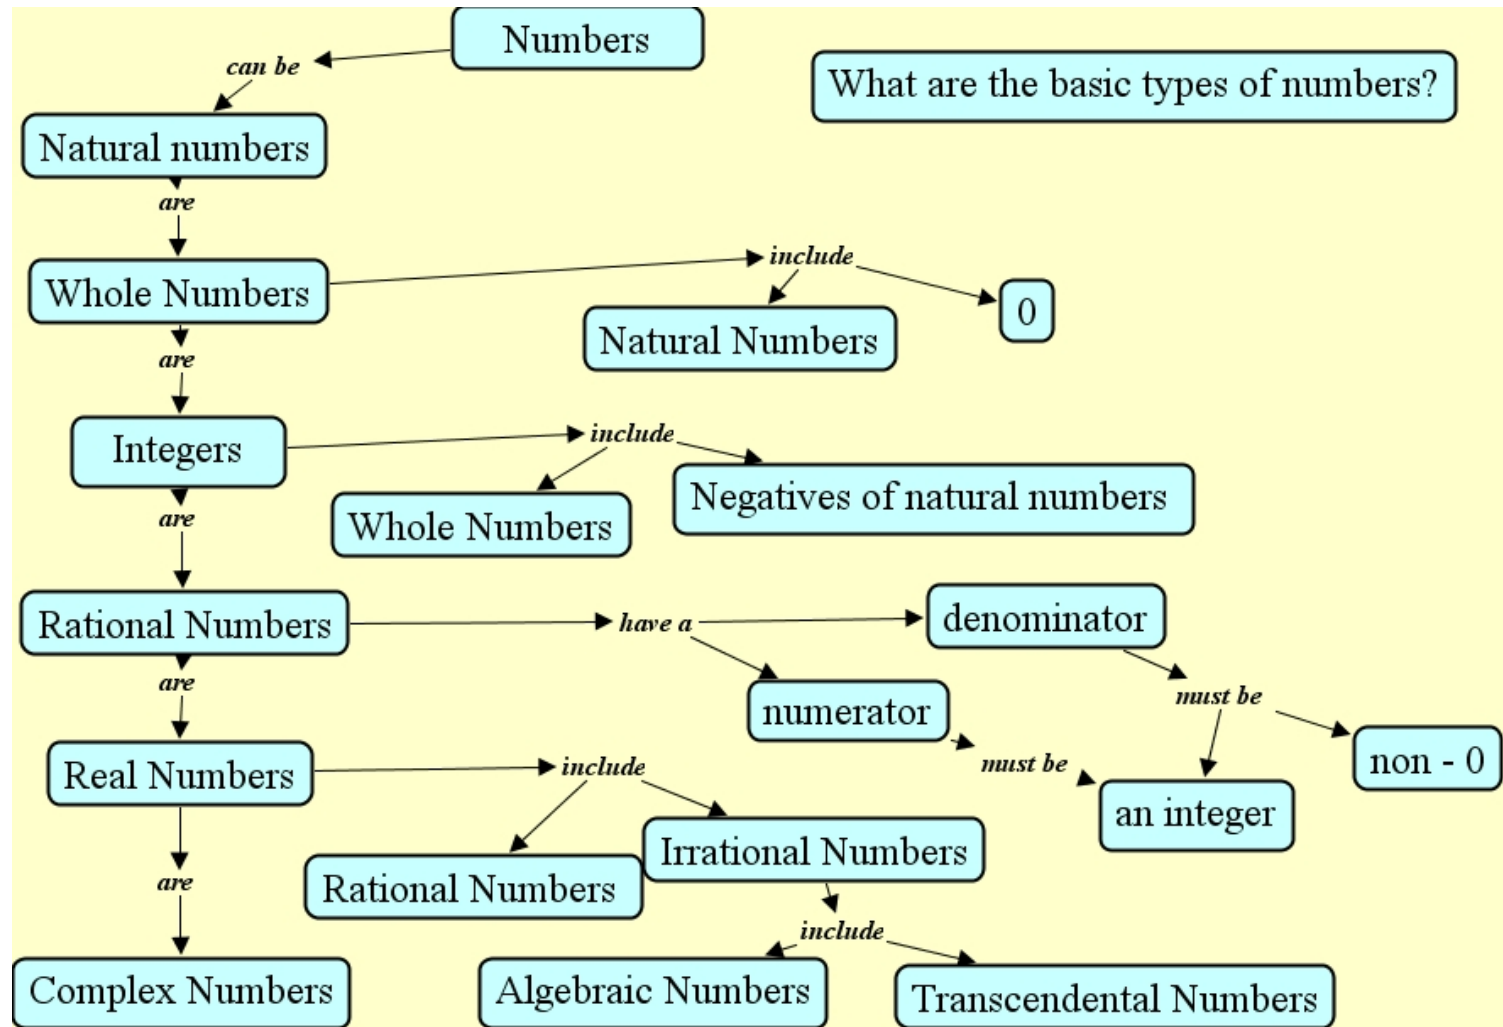 Numbers
can be
What are the basic types of numbers?
Natural numbers
are
Whole Numbers
include
Natural Numbers
0
are
Integers
include
Whole Numbers
Negatives of natural numbers
are
Rational Numbers
have a
denominator
numerator
must be
non - 0
must be
an integer
are
Real Numbers
include
Rational Numbers
Irrational Numbers
include
Algebraic Numbers
Transcendental Numbers
are
Complex Numbers